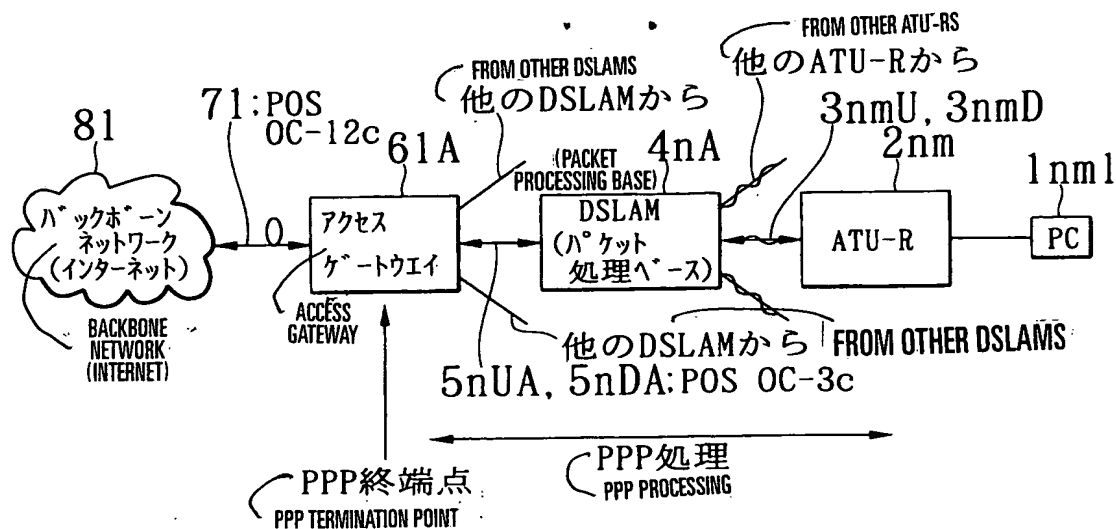 FROM OTHER ATU-RS
他のATU-Rから
FROM OTHER DSLAMS
他のDSLAMから
3nmU, 3nmD
71:POS
OC-12c
81
61A
(PACKET
PROCESSING BASE)
4nA
2nm
1nm1
バックボーン
ネットワーク
(インターネット)
アクセス
ゲートウエイ
DSLAM
(パケット
処理ベース)
ATU-R
PC
BACKBONE
NETWORK
(INTERNET)
ACCESS
GATEWAY
他のDSLAMから
FROM OTHER DSLAMS
5nUA, 5nDA:POS OC-3c
PPP終端点
PPP TERMINATION POINT
PPP処理
PPP PROCESSING